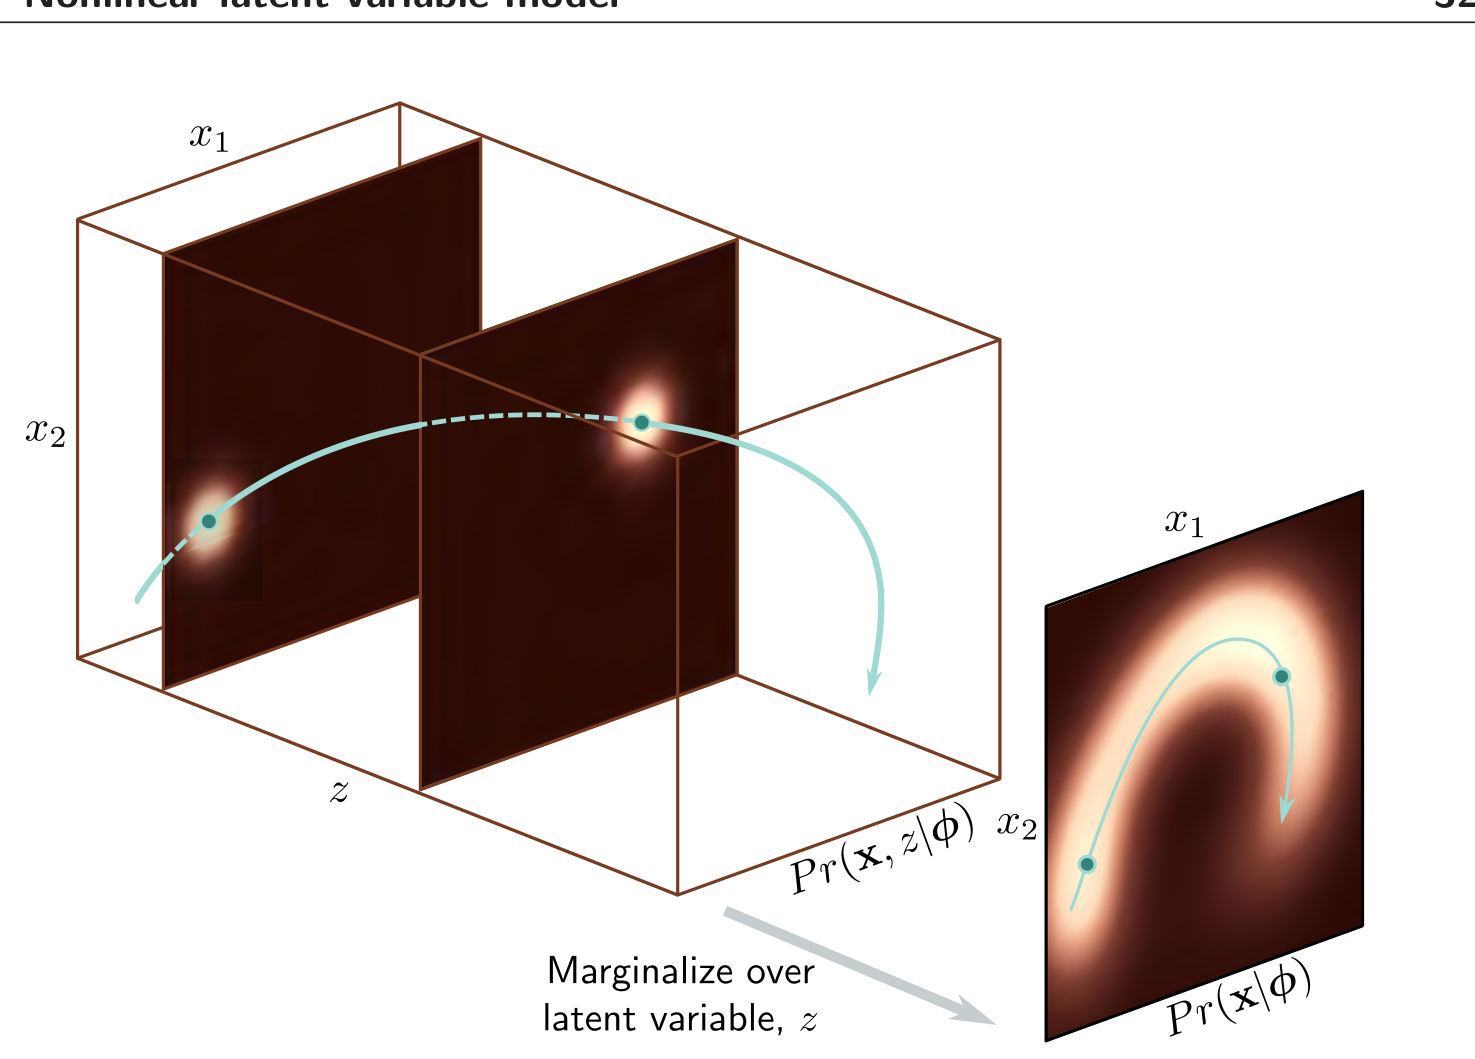 Nonlinear latent variable model
x₁
x₂
z
Pr(𝐱, z|𝛟)
x₁
x₂
Pr(𝐱|𝛟)
Marginalize over
latent variable, z